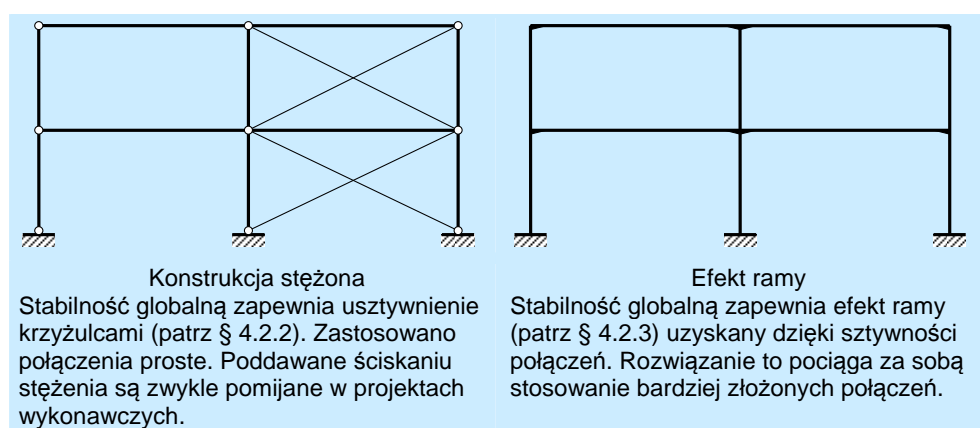 Konstrukcja stężona
Stabilność globalną zapewnia usztywnienie
krzyżulcami (patrz § 4.2.2). Zastosowano
połączenia proste. Poddawane ściskaniu
stężenia są zwykle pomijane w projektach
wykonawczych.
Efekt ramy
Stabilność globalną zapewnia efekt ramy
(patrz § 4.2.3) uzyskany dzięki sztywności
połączeń. Rozwiązanie to pociąga za sobą
stosowanie bardziej złożonych połączeń.